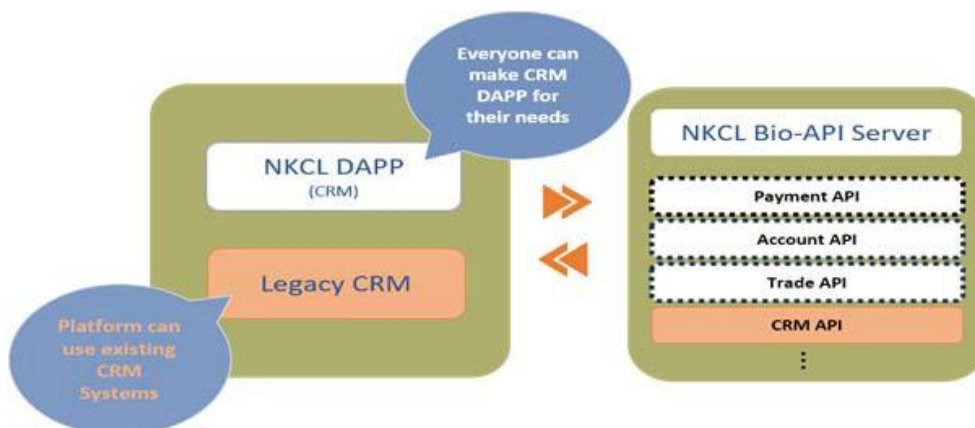 Everyone can
make CRM
DAPP for
their needs
NKCL DAPP
(CRM)
Legacy CRM
Platform can
use existing
CRM
Systems
NKCL Bio-API Server
Payment API
Account API
Trade API
CRM API